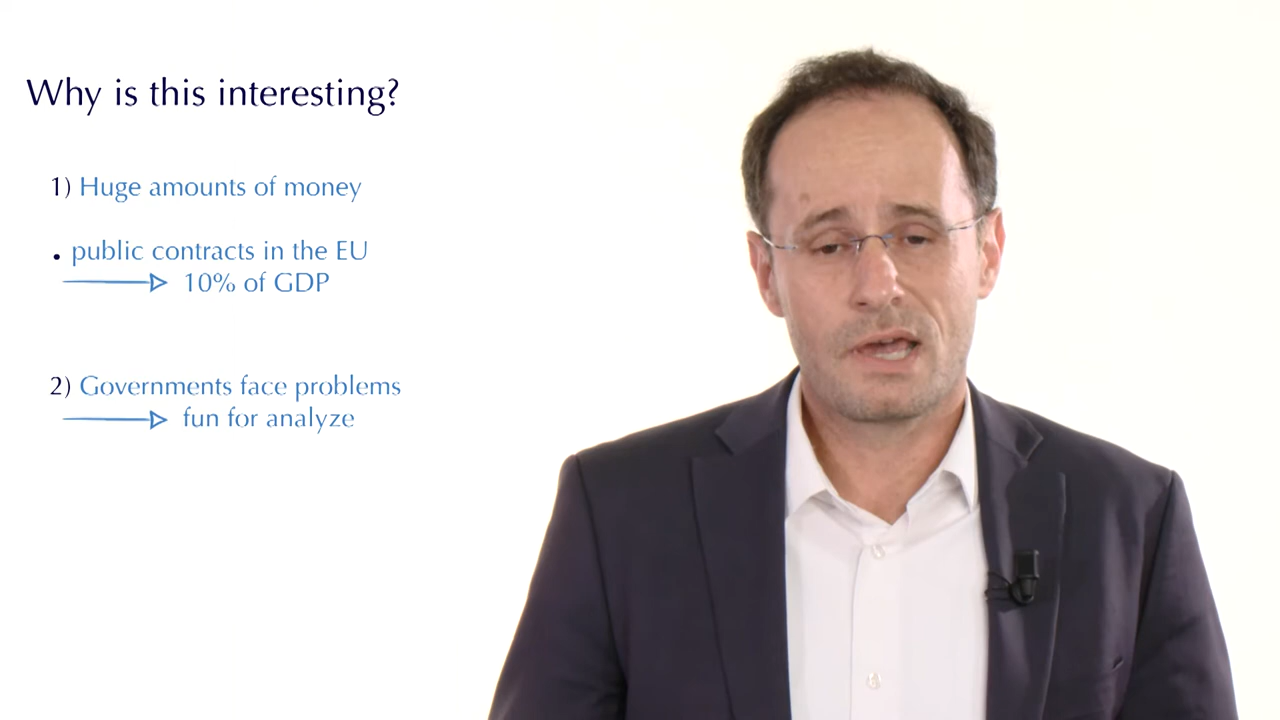 Why is this interesting?
1) Huge amounts of money
. public contracts in the EU
10% of GDP
2) Governments face problems
fun for analyze